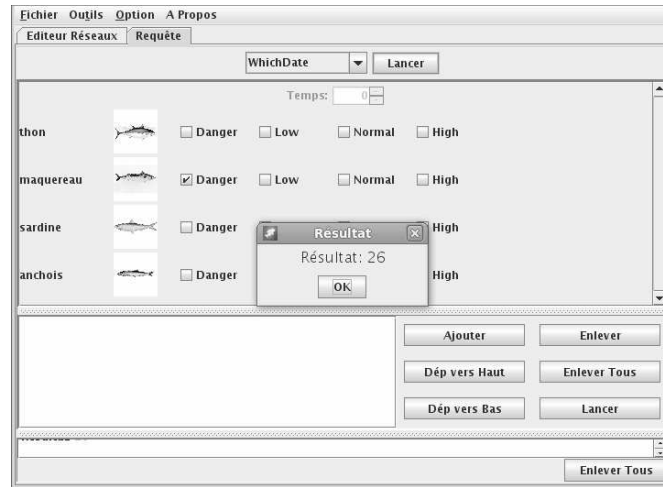 Fichier Outils Option A Propos
Editeur Réseaux Requête
WhichDate Lancer
Temps: 0
thon Danger Low Normal High
maquereau Danger Low Normal High
sardine Danger High
Résultat
Résultat: 26
anchois Danger High
OK
Ajouter Enlever
Dép vers Haut Enlever Tous
Dép vers Bas Lancer
Enlever Tous